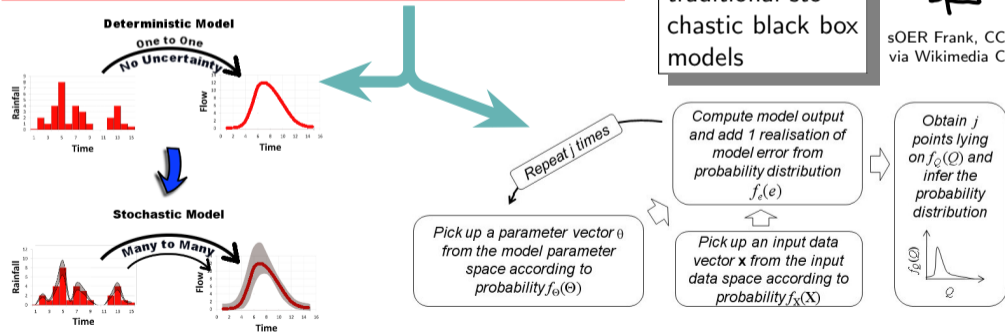 traditional sto-
chastic black box
models
sOER Frank, CC
via Wikimedia C
Deterministic Model
One to One
No Uncertainty
Rainfall
Time
Flow
Time
Stochastic Model
Many to Many
Rainfall
Time
Flow
Time
Repeat j times
Pick up a parameter vector θ
from the model parameter
space according to
probability fΘ(Θ)
Compute model output
and add 1 realisation of
model error from
probability distribution
fe(e)
Pick up an input data
vector x from the input
data space according to
probability fX(X)
Obtain j
points lying
on fQ(Q) and
infer the
probability
distribution
fQ(Q)
Q